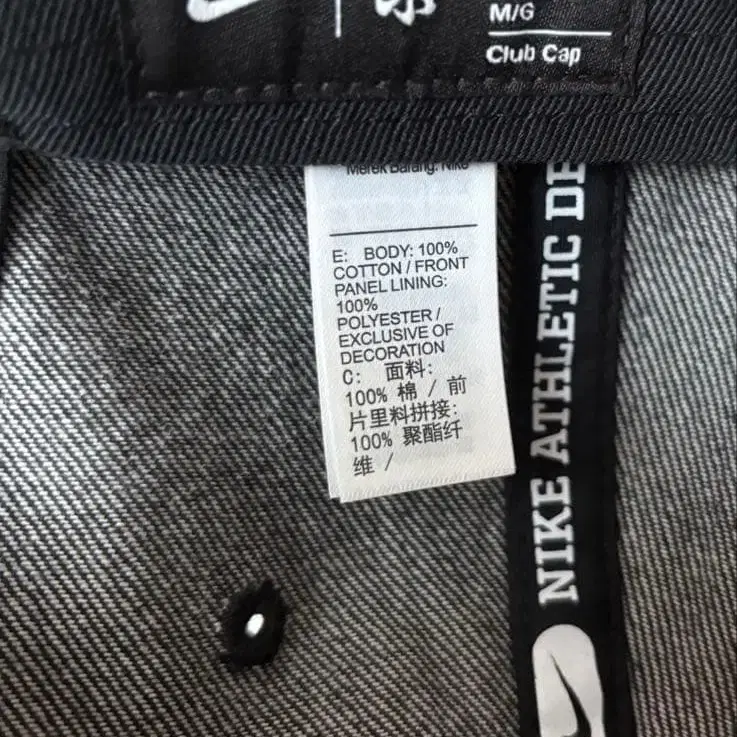 M/G
Club Cap
Merek Barang: Nike
E: BODY: 100%
COTTON / FRONT
PANEL LINING:
100%
POLYESTER /
EXCLUSIVE OF
DECORATION
C: 面料:
100% 棉 / 前
片里料拼接:
100% 聚酯纤
维 /
NIKE ATHLETIC